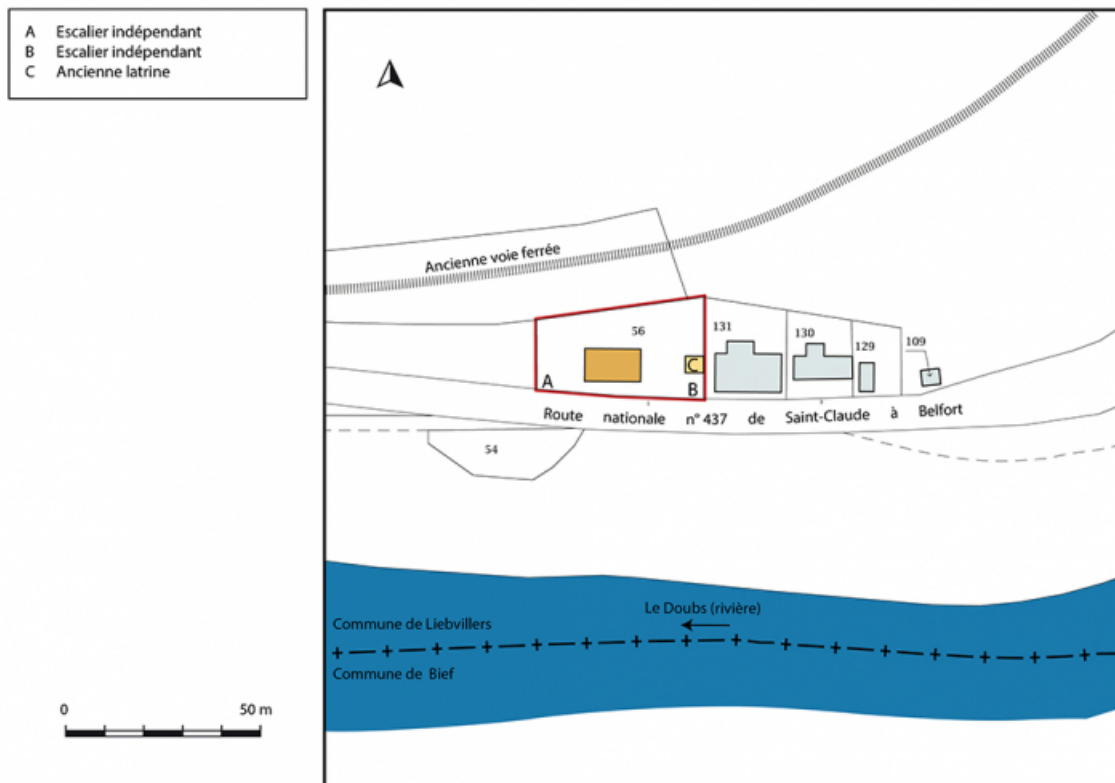 A Escalier indépendant
B Escalier indépendant
C Ancienne latrine
Ancienne voie ferrée
56
131
130
129
109
C
A
B
Route nationale n° 437 de Saint-Claude à Belfort
54
Le Doubs (rivière)
Commune de Liebvillers
Commune de Bief
0 50 m